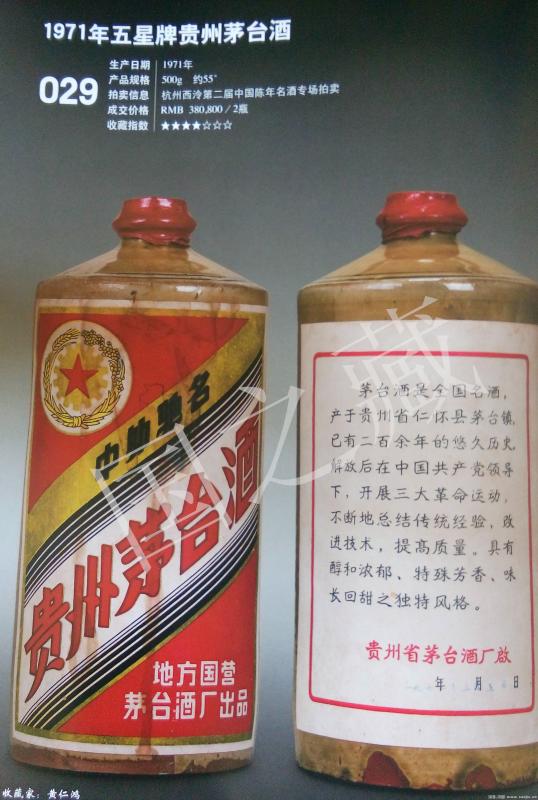 1971年五星牌贵州茅台酒
029
生产日期 1971年
产品规格 500g 约55°
拍卖信息 杭州西泠第二届中国陈年名酒专场拍卖
成交价格 RMB 380,800/2瓶
收藏指数 ★★★★☆☆☆
中外驰名
贵州茅台酒
地方国营
茅台酒厂出品
茅台酒是全国名酒，
产于贵州省仁怀县茅台镇，
已有二百余年的悠久历史，
解放后在中国共产党领导
下，开展三大革命运动，
不断地总结传统经验，改
进技术，提高质量。具有
醇和浓郁、特殊芳香、味
长回甜之独特风格。
贵州省茅台酒厂啟
年 月 日
国之藏
收藏家：黄仁鸿